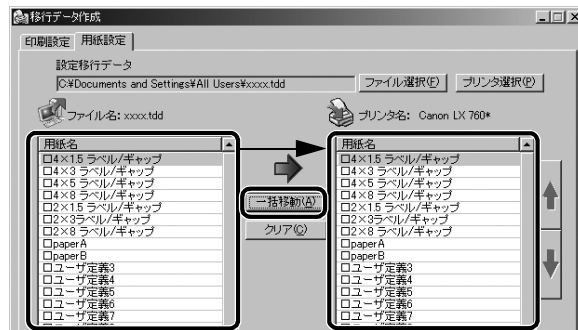 移行データ作成
印刷設定 用紙設定
設定移行データ
C:¥Documents and Settings¥All Users¥xxxx.tdd ファイル選択(F) プリンタ選択(P)
ファイル名: xxxx.tdd プリンタ名: Canon LX 760*
用紙名
4×1.5 ラベル/ギャップ
4×3 ラベル/ギャップ
4×5 ラベル/ギャップ
4×8 ラベル/ギャップ
2×1.5 ラベル/ギャップ
2×3ラベル/ギャップ
2×8 ラベル/ギャップ
paperA
paperB
ユーザ定義3
ユーザ定義4
ユーザ定義5
ユーザ定義6
ユーザ定義7
一括移動(A)
クリア(C)
用紙名
4×1.5 ラベル/ギャップ
4×3 ラベル/ギャップ
4×5 ラベル/ギャップ
4×8 ラベル/ギャップ
2×1.5 ラベル/ギャップ
2×3ラベル/ギャップ
2×8 ラベル/ギャップ
paperA
paperB
ユーザ定義3
ユーザ定義4
ユーザ定義5
ユーザ定義6
ユーザ定義7